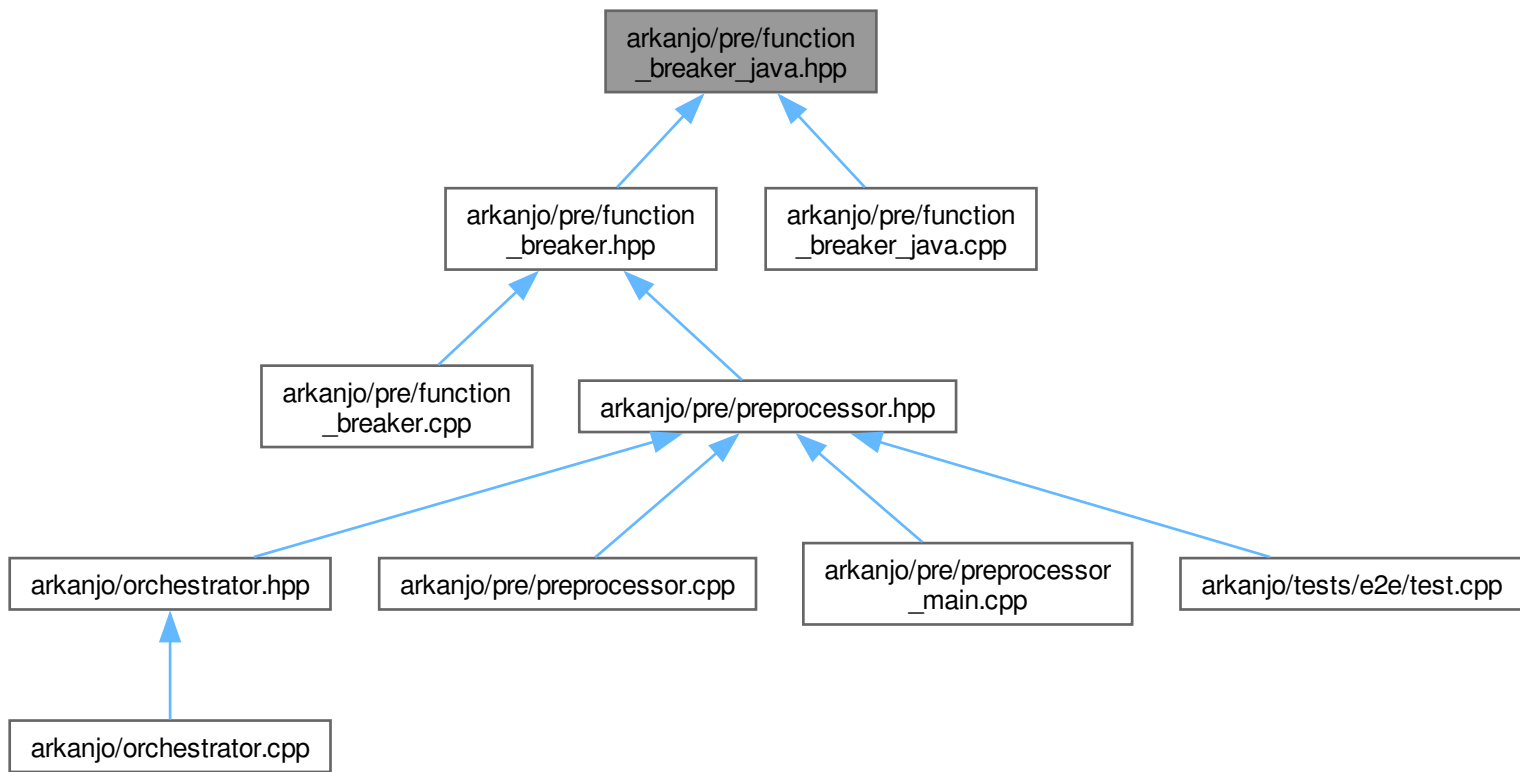 arkanjo/pre/function
_breaker_java.hpp
arkanjo/pre/function
_breaker.hpp
arkanjo/pre/function
_breaker_java.cpp
arkanjo/pre/function
_breaker.cpp
arkanjo/pre/preprocessor.hpp
arkanjo/orchestrator.hpp
arkanjo/pre/preprocessor.cpp
arkanjo/pre/preprocessor
_main.cpp
arkanjo/tests/e2e/test.cpp
arkanjo/orchestrator.cpp